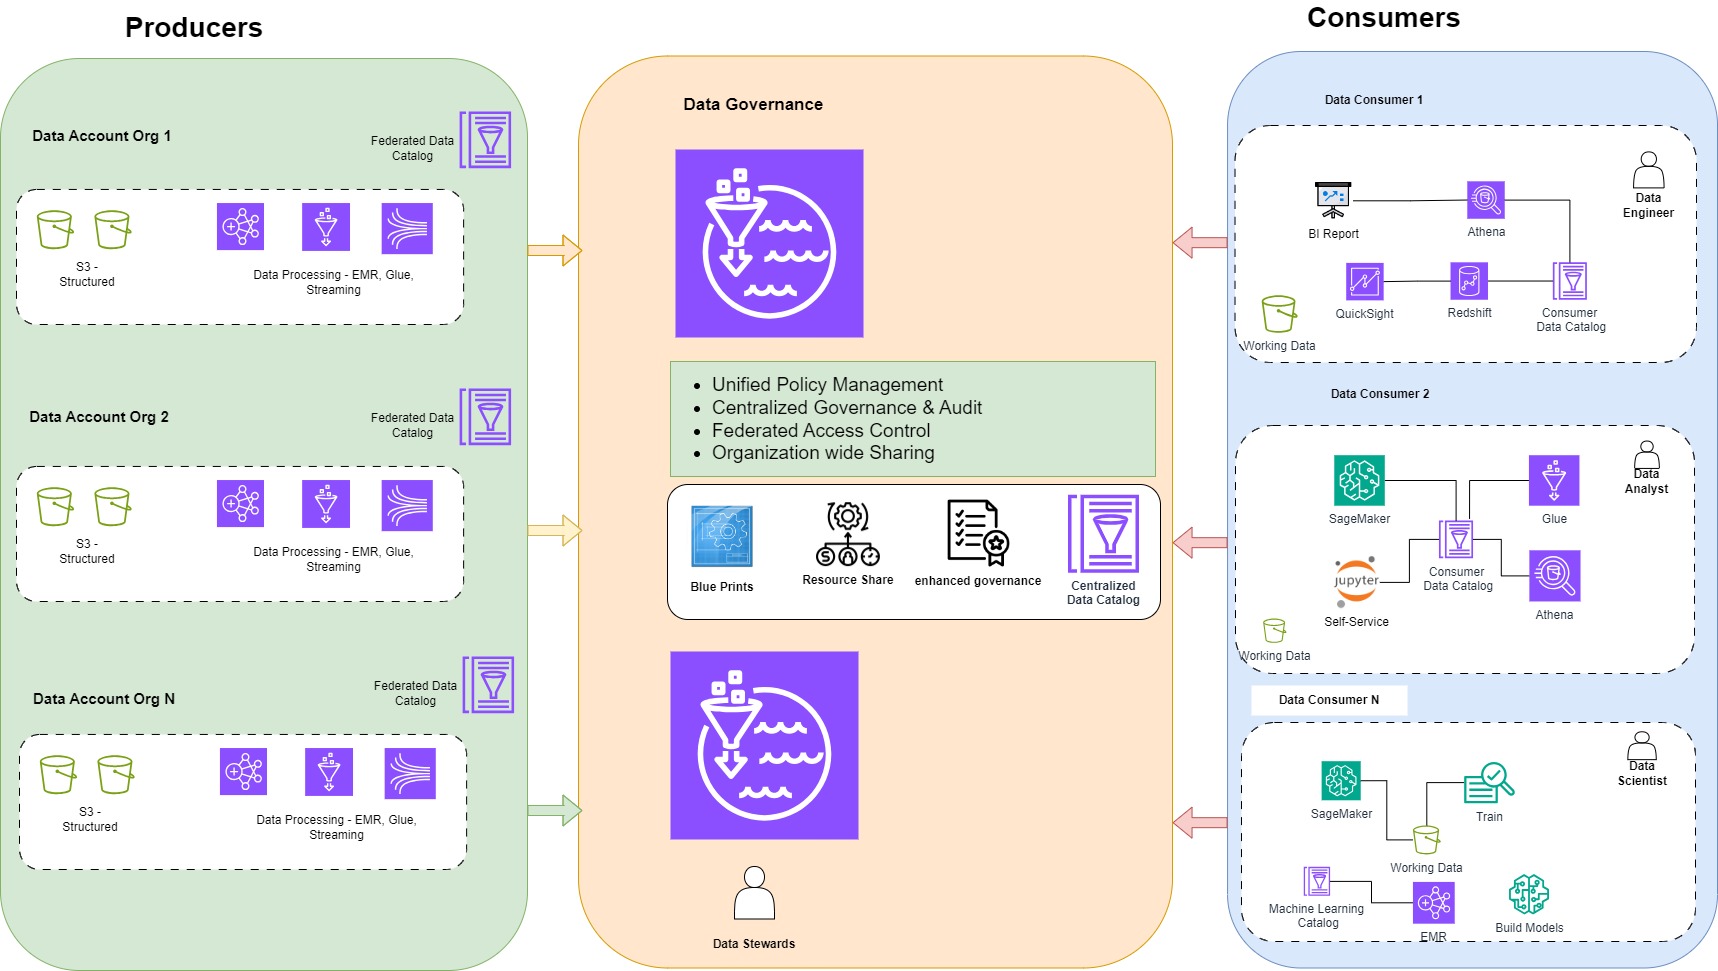 Producers
Consumers
Data Account Org 1
Federated Data
Catalog
S3 -
Structured
Data Processing - EMR, Glue,
Streaming
Data Account Org 2
Federated Data
Catalog
S3 -
Structured
Data Processing - EMR, Glue,
Streaming
Data Account Org N
Federated Data
Catalog
S3 -
Structured
Data Processing - EMR, Glue,
Streaming
Data Governance
• Unified Policy Management
• Centralized Governance & Audit
• Federated Access Control
• Organization wide Sharing
Blue Prints
Resource Share
enhanced governance
Centralized
Data Catalog
Data Stewards
Data Consumer 1
Data
Engineer
BI Report
Athena
QuickSight
Redshift
Consumer
Data Catalog
Working Data
Data Consumer 2
Data
Analyst
SageMaker
Glue
jupyter
Consumer
Data Catalog
Self-Service
Athena
Working Data
Data Consumer N
Data
Scientist
SageMaker
Train
Working Data
Machine Learning
Catalog
EMR
Build Models